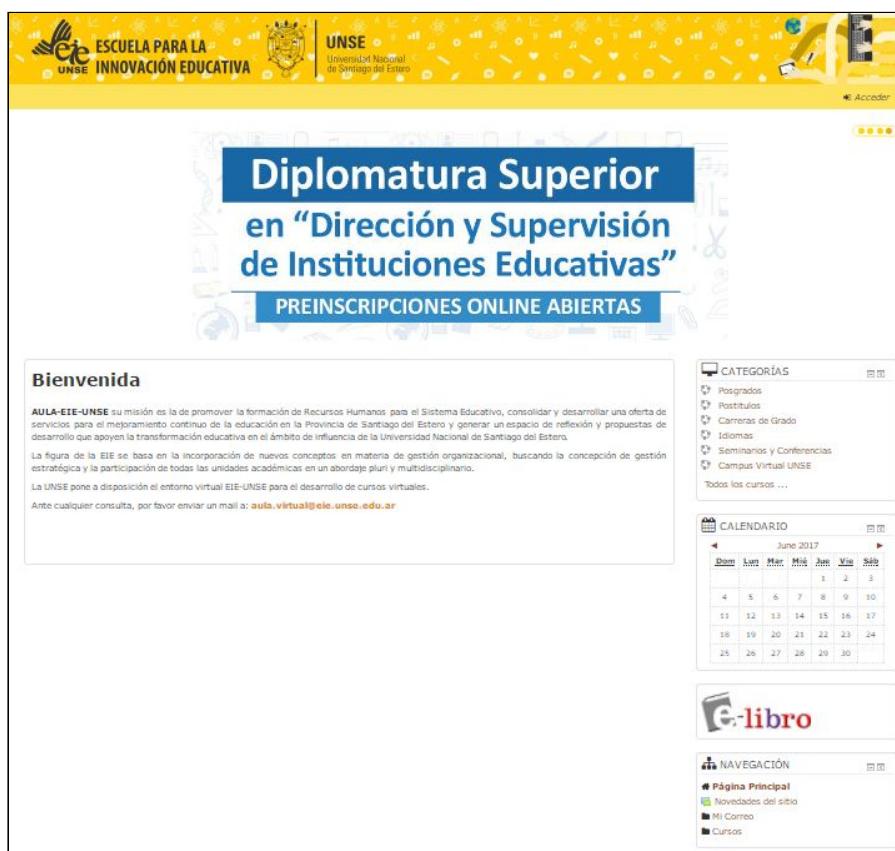 eie
UNSE
ESCUELA PARA LA
INNOVACIÓN EDUCATIVA
UNSE
Universidad Nacional
de Santiago del Estero
Acceder
Diplomatura Superior
en “Dirección y Supervisión
de Instituciones Educativas”
PREINSCRIPCIONES ONLINE ABIERTAS
Bienvenida
AULA-EIE-UNSE su misión es la de promover la formación de Recursos Humanos para el Sistema Educativo, consolidar y desarrollar una oferta de
servicios para el mejoramiento continuo de la educación en la Provincia de Santiago del Estero y generar un espacio de reflexión y propuestas de
desarrollo que apoyen la transformación educativa en el ámbito de influencia de la Universidad Nacional de Santiago del Estero.
La figura de la EIE se basa en la incorporación de nuevos conceptos en materia de gestión organizacional, buscando la concepción de gestión
estratégica y la participación de todas las unidades académicas en un abordaje pluri y multidisciplinario.
La UNSE pone a disposición el entorno virtual EIE-UNSE para el desarrollo de cursos virtuales.
Ante cualquier consulta, por favor enviar un mail a: aula.virtual@eie.unse.edu.ar
CATEGORÍAS
Posgrados
Postítulos
Carreras de Grado
Idiomas
Seminarios y Conferencias
Campus Virtual UNSE
Todos los cursos ...
CALENDARIO
June 2017
Dom Lun Mar Mié Jue Vie Sáb
1 2 3
4 5 6 7 8 9 10
11 12 13 14 15 16 17
18 19 20 21 22 23 24
25 26 27 28 29 30
e-libro
NAVEGACIÓN
Página Principal
Novedades del sitio
Mi Correo
Cursos